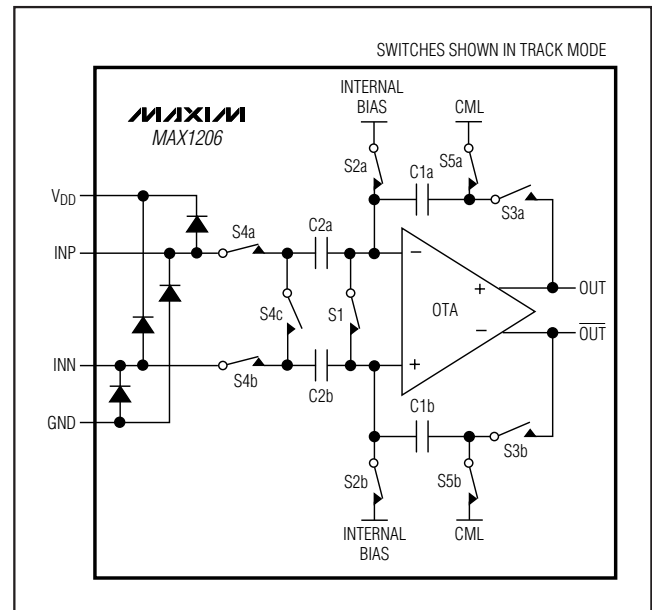 SWITCHES SHOWN IN TRACK MODE
MAXIM
MAX1206
INTERNAL
BIAS
CML
S2a
C1a
S5a
S3a
VDD
INP
S4a
C2a
S4c
S1
OTA
OUT
OUT
INN
S4b
C2b
GND
C1b
S3b
S2b
S5b
INTERNAL
BIAS
CML
−
+
+
−